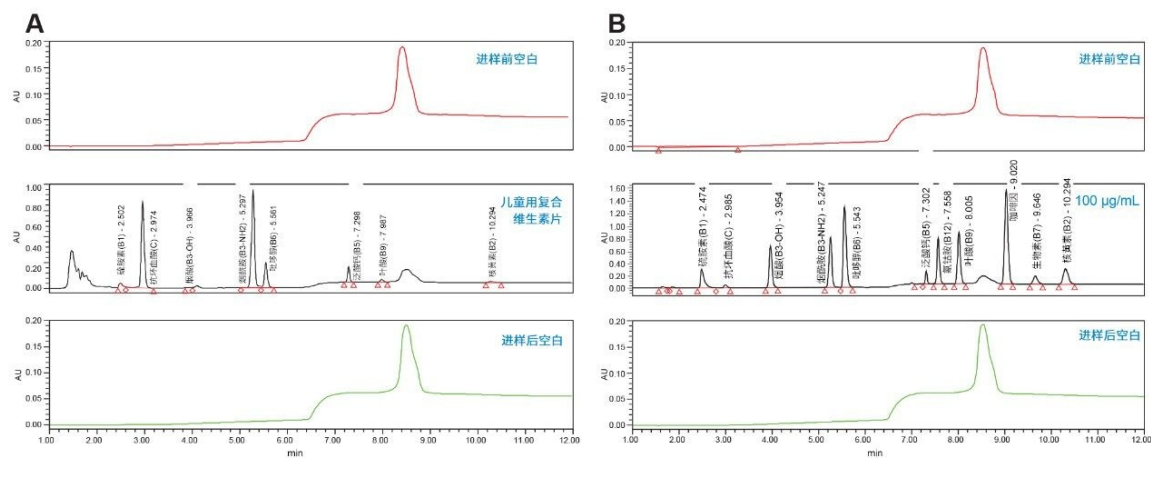 A
0.20
0.15
0.10
0.05
0.00
AU
进样前空白
1.00
0.80
0.60
0.40
0.20
0.00
AU
硫胺素(B1) - 2.502
抗坏血酸(C) - 2.974
烟酸(B3-OH) - 3.966
烟酰胺(B3-NH2) - 5.297
吡哆醇(B6) - 5.561
泛酸钙(B5) - 7.298
叶酸(B9) - 7.987
核黄素(B2) - 10.294
儿童用复合
维生素片
0.20
0.15
0.10
0.05
0.00
AU
进样后空白
1.00 2.00 3.00 4.00 5.00 6.00 7.00 8.00 9.00 10.00 11.00 12.00
min
B
0.20
0.15
0.10
0.05
0.00
AU
进样前空白
1.60
1.40
1.20
1.00
0.80
0.60
0.40
0.20
0.00
AU
硫胺素(B1) - 2.474
抗坏血酸(C) - 2.985
烟酸(B3-OH) - 3.954
烟酰胺(B3-NH2) - 5.247
吡哆醇(B6) - 5.543
泛酸钙(B5) - 7.302
氰钴胺(B12) - 7.558
叶酸(B9) - 8.005
咖啡因 - 9.020
生物素(B7) - 9.646
核黄素(B2) - 10.294
100 µg/mL
0.20
0.15
0.10
0.05
0.00
AU
进样后空白
1.00 2.00 3.00 4.00 5.00 6.00 7.00 8.00 9.00 10.00 11.00 12.00
min